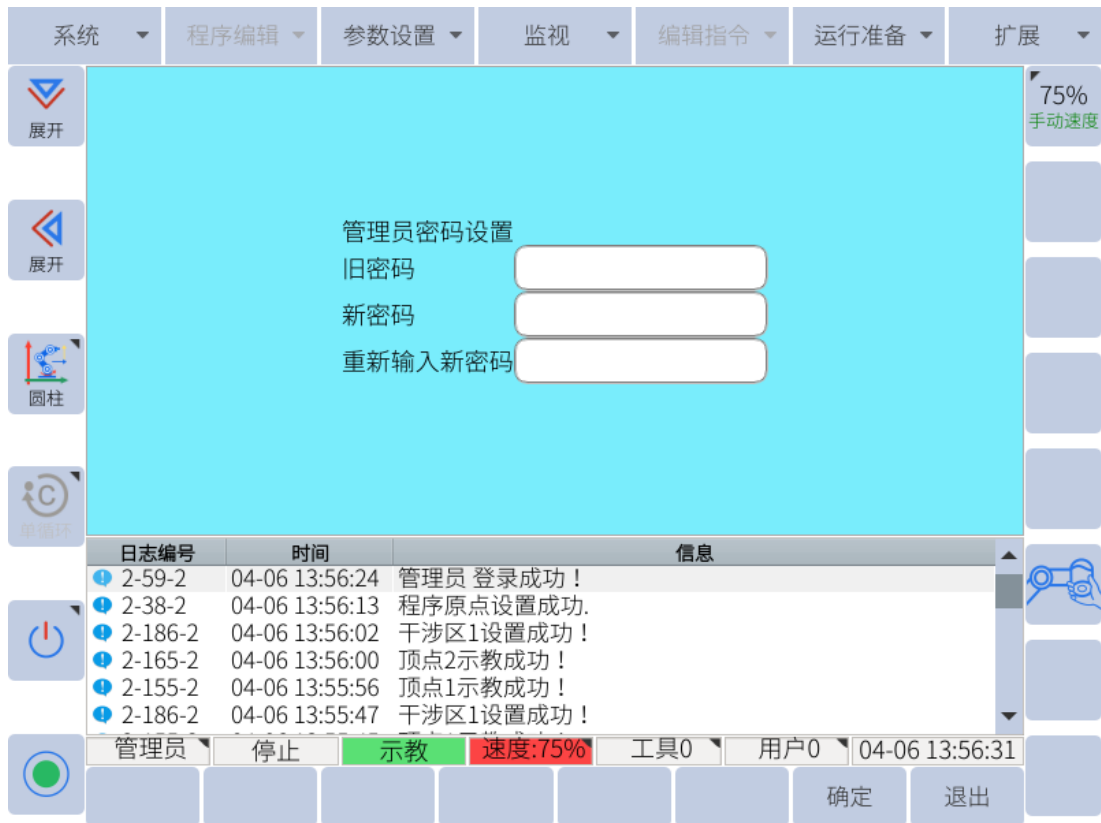 系统 程序编辑 参数设置 监视 编辑指令 运行准备 扩展
展开
75%
手动速度
展开
管理员密码设置
旧密码
新密码
重新输入新密码
圆柱
单循环
日志编号 时间 信息
2-59-2 04-06 13:56:24 管理员 登录成功！
2-38-2 04-06 13:56:13 程序原点设置成功.
2-186-2 04-06 13:56:02 干涉区1设置成功！
2-165-2 04-06 13:56:00 顶点2示教成功！
2-155-2 04-06 13:55:56 顶点1示教成功！
2-186-2 04-06 13:55:47 干涉区1设置成功！
管理员 停止 示教 速度:75% 工具0 用户0 04-06 13:56:31
确定 退出